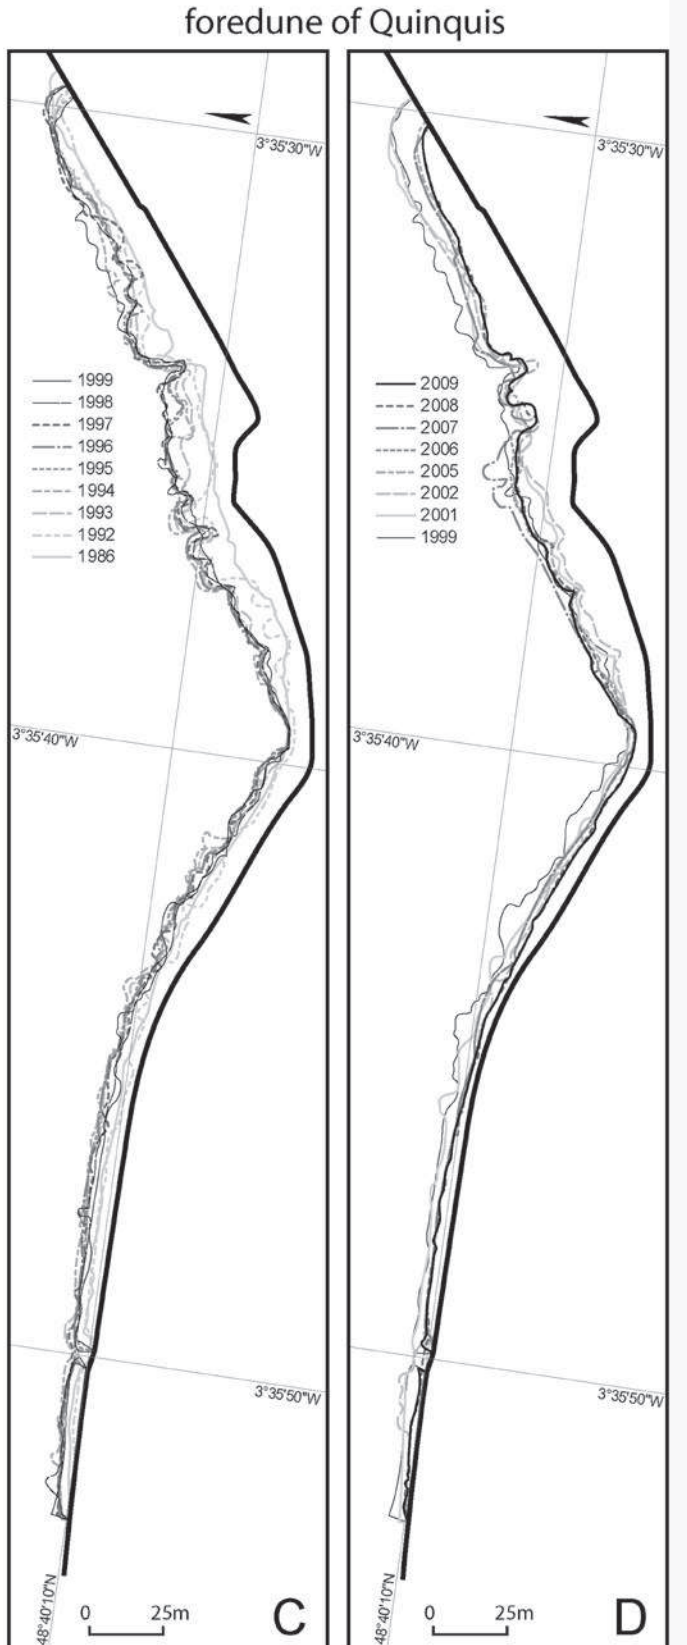 foredune of Quinquis
3°35'30"W
1999
1998
1997
1996
1995
1994
1993
1992
1986
3°35'40"W
3°35'50"W
48°40'10"N
0 25m
C
3°35'30"W
2009
2008
2007
2006
2005
2002
2001
1999
3°35'40"W
3°35'50"W
48°40'10"N
0 25m
D